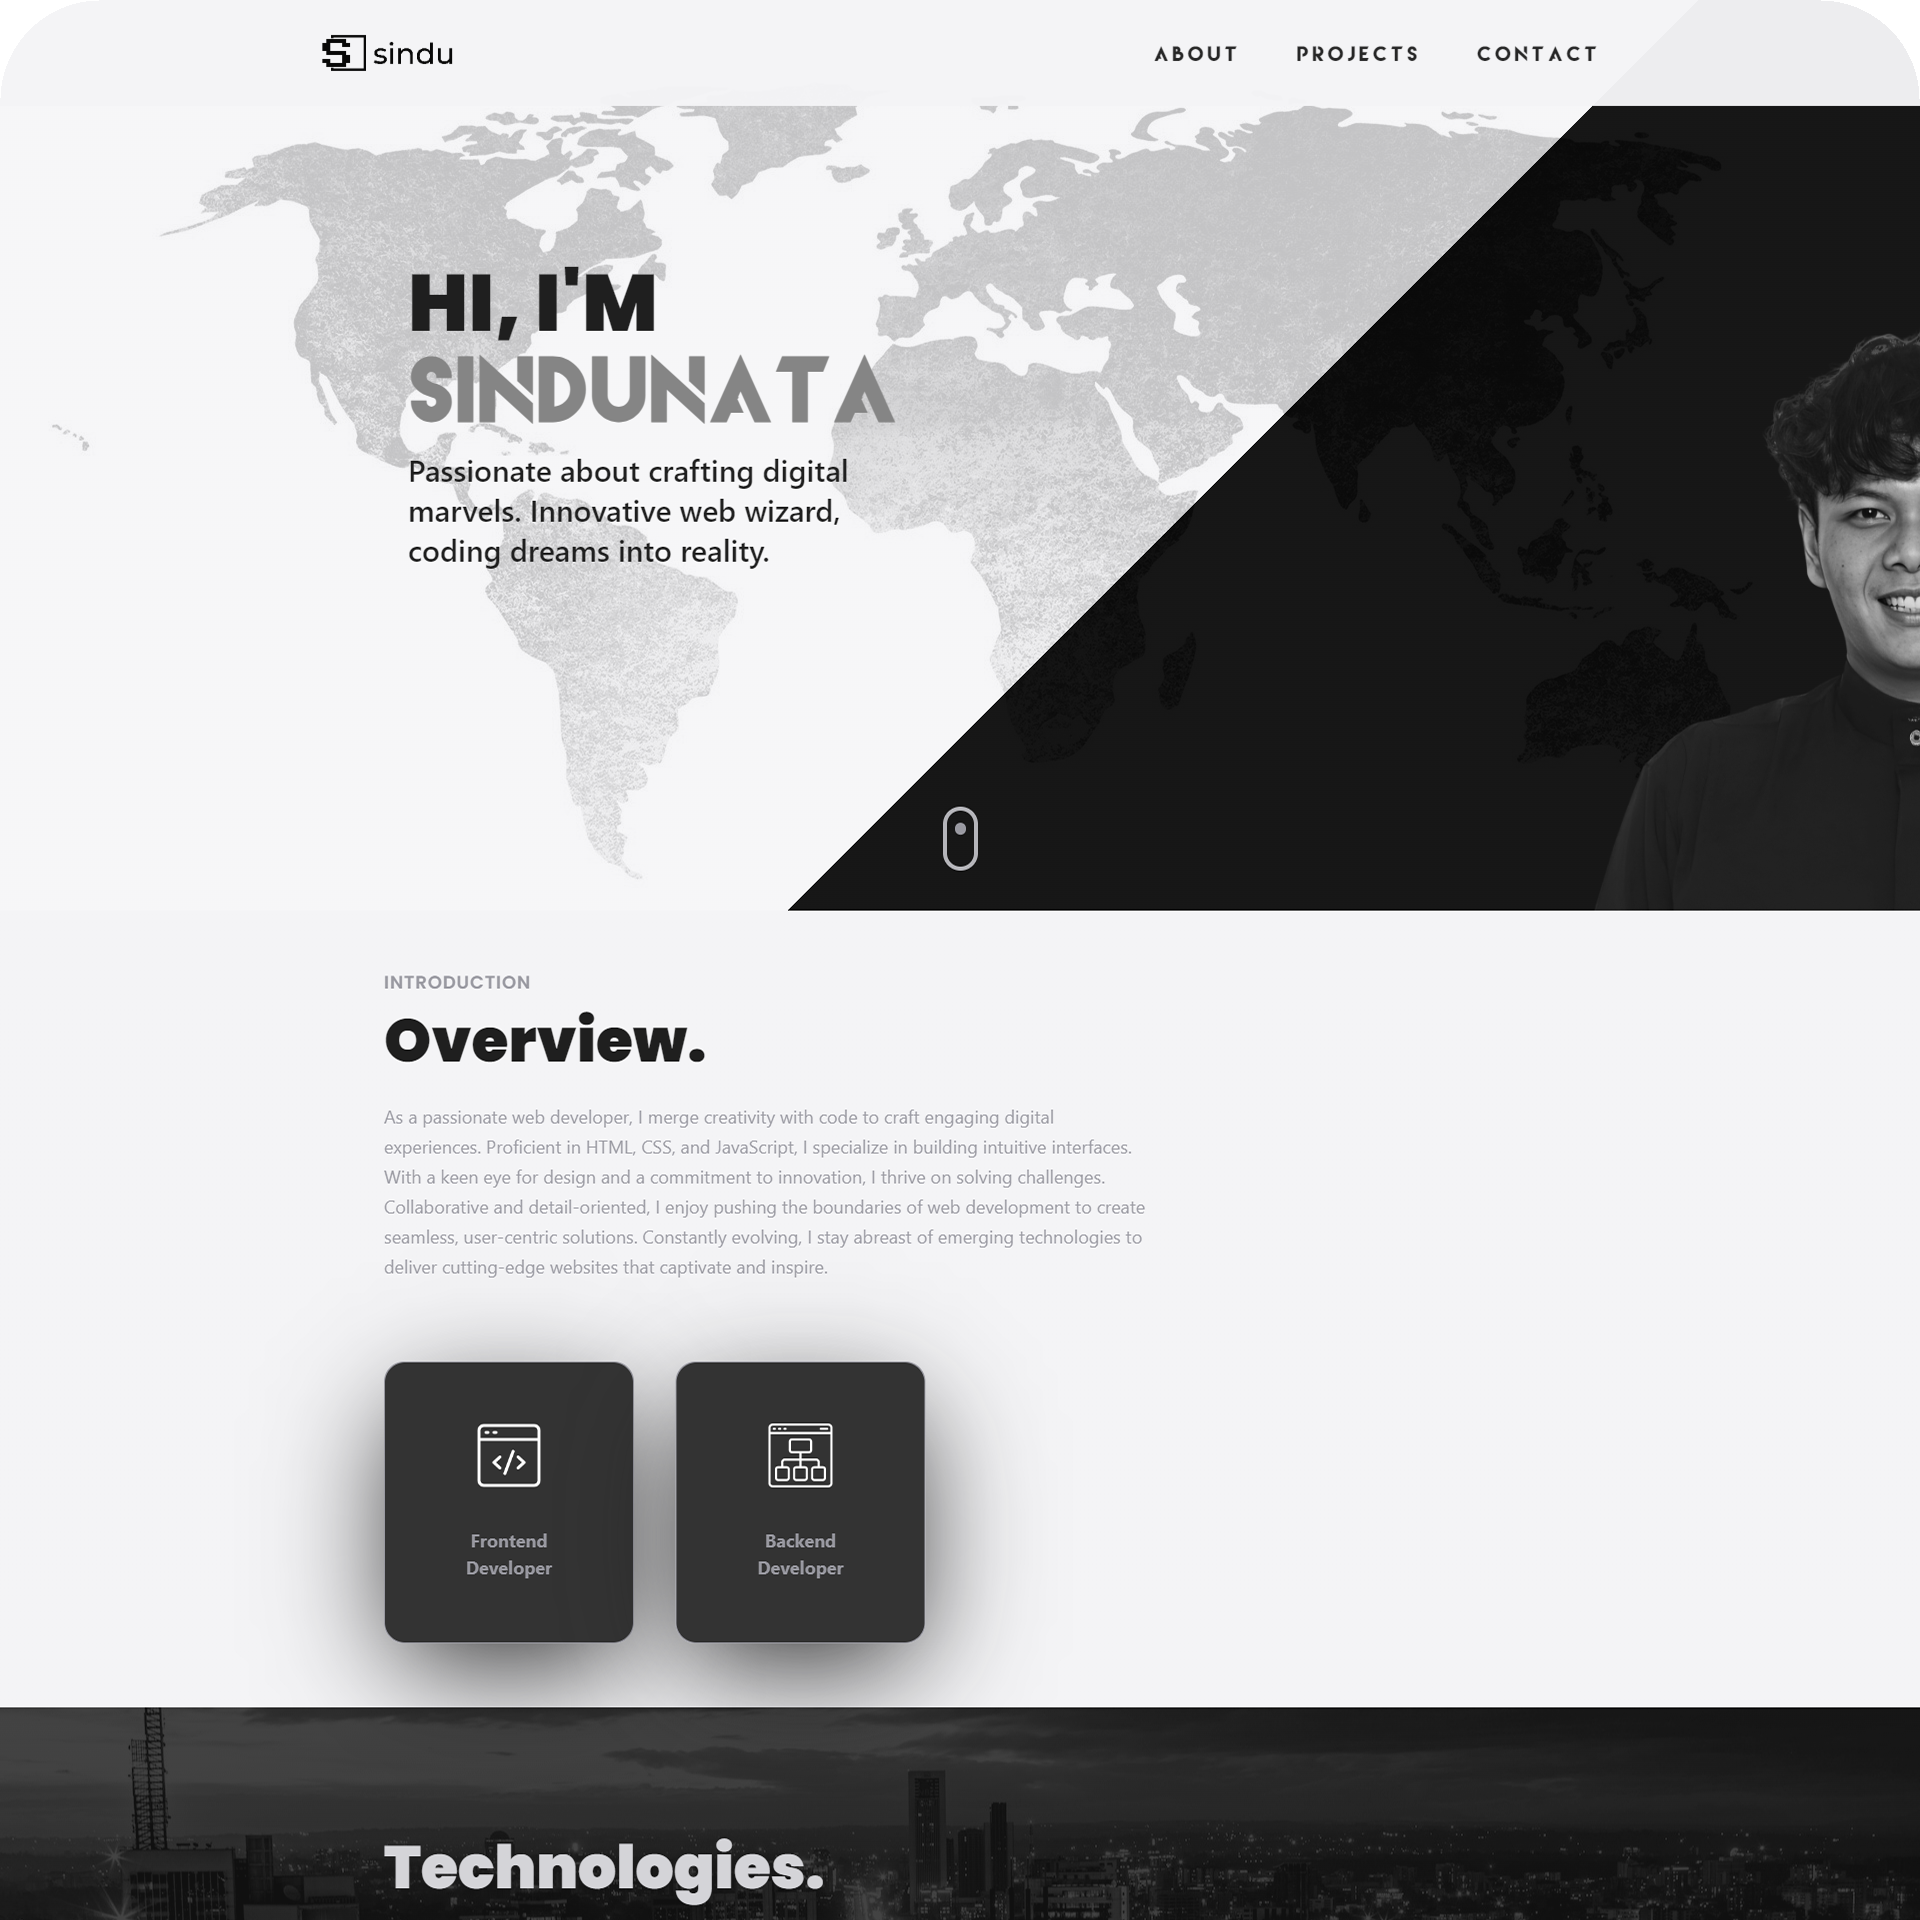 sindu
ABOUT PROJECTS CONTACT
HI, I'M
SINDUNATA
Passionate about crafting digital
marvels. Innovative web wizard,
coding dreams into reality.
INTRODUCTION
Overview.
As a passionate web developer, I merge creativity with code to craft engaging digital
experiences. Proficient in HTML, CSS, and JavaScript, I specialize in building intuitive interfaces.
With a keen eye for design and a commitment to innovation, I thrive on solving challenges.
Collaborative and detail-oriented, I enjoy pushing the boundaries of web development to create
seamless, user-centric solutions. Constantly evolving, I stay abreast of emerging technologies to
deliver cutting-edge websites that captivate and inspire.
Frontend
Developer
Backend
Developer
Technologies.